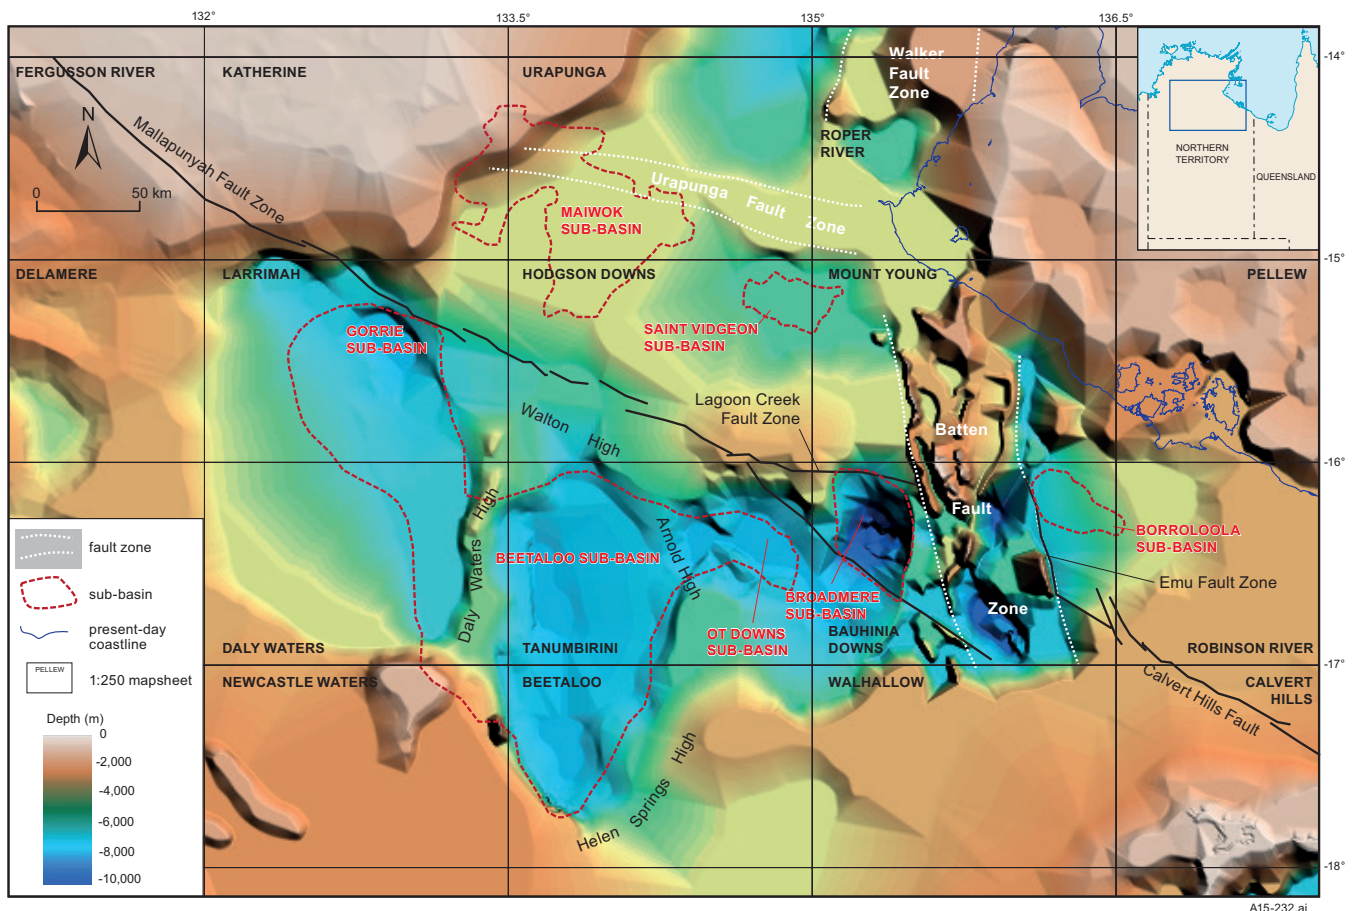 132°
133.5°
135°
136.5°
-14°
-15°
-16°
-17°
-18°
FERGUSSON RIVER
KATHERINE
URAPUNGA
Walker
Fault
Zone
ROPER
RIVER
N
0
50 km
Mallapunyah Fault Zone
Urapunga Fault Zone
MAIWOK
SUB-BASIN
NORTHERN
TERRITORY
QUEENSLAND
DELAMERE
LARRIMAH
HODGSON DOWNS
MOUNT YOUNG
PELLEW
GORRIE
SUB-BASIN
SAINT VIDGEON
SUB-BASIN
Lagoon Creek
Fault Zone
Walton High
Batten
Fault
Zone
Daly Waters High
BEETALOO SUB-BASIN
Arnold High
BORROLOOLA
SUB-BASIN
Emu Fault Zone
BROADMERE
SUB-BASIN
OT DOWNS
SUB-BASIN
BAUHINIA
DOWNS
DALY WATERS
TANUMBIRINI
ROBINSON RIVER
NEWCASTLE WATERS
BEETALOO
WALHALLOW
CALVERT
HILLS
Calvert Hills Fault
Helen Springs High
fault zone
sub-basin
present-day
coastline
PELLEW
1:250 mapsheet
Depth (m)
0
-2,000
-4,000
-6,000
-8,000
-10,000
A15-232.ai